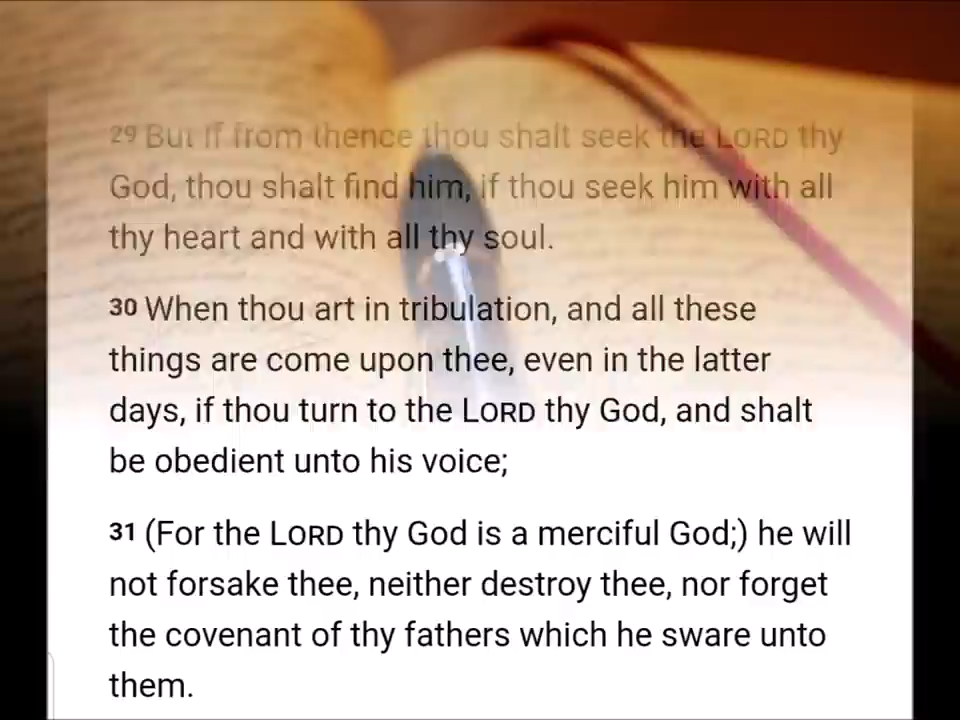 29 But if from thence thou shalt seek the LORD thy
God, thou shalt find him, if thou seek him with all
thy heart and with all thy soul.
30 When thou art in tribulation, and all these
things are come upon thee, even in the latter
days, if thou turn to the LORD thy God, and shalt
be obedient unto his voice;
31 (For the LORD thy God is a merciful God;) he will
not forsake thee, neither destroy thee, nor forget
the covenant of thy fathers which he sware unto
them.